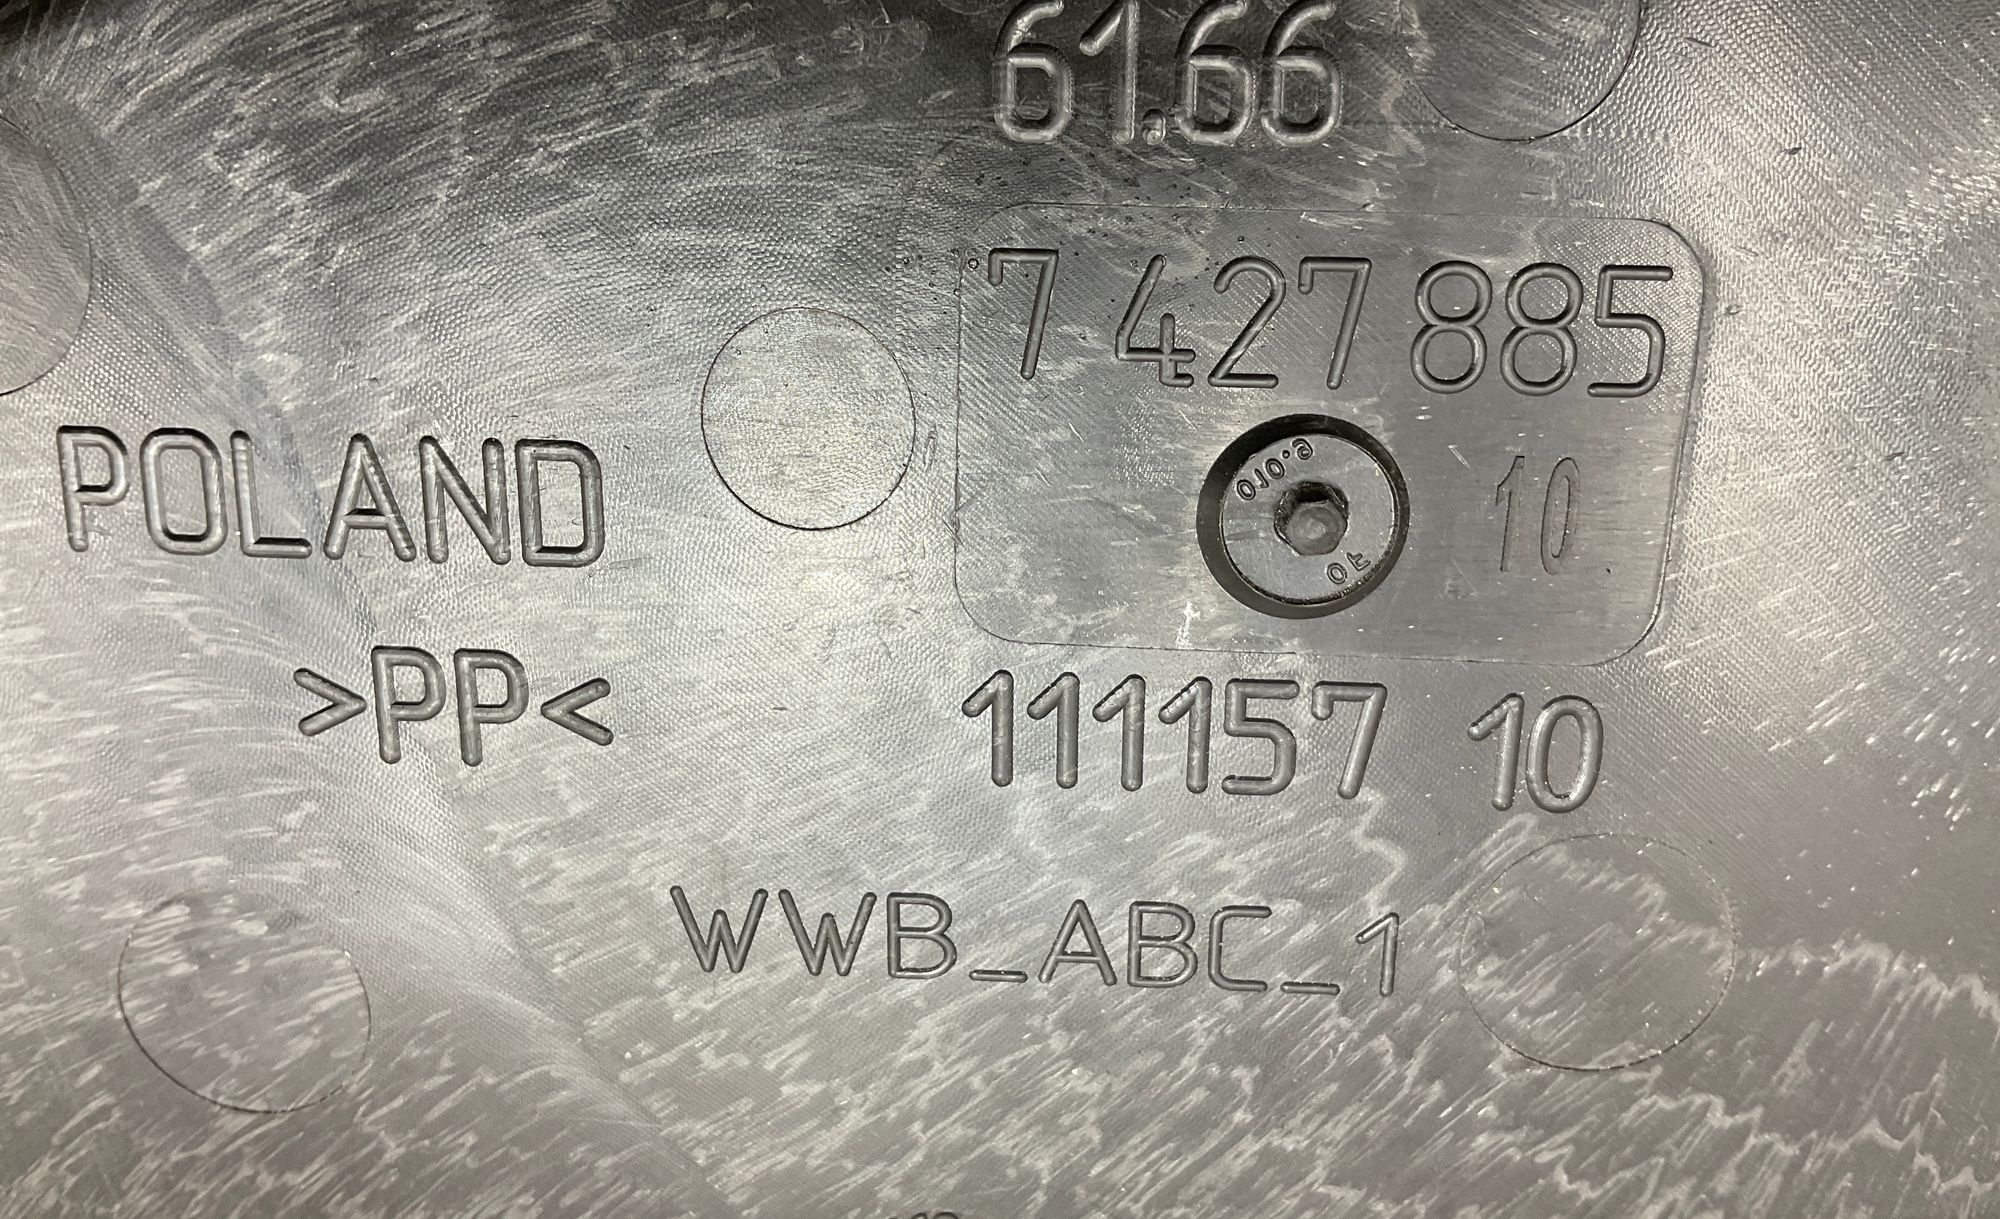 61.66
7 427 885
10
POLAND
>PP<
111157 10
WWB_ABC_1